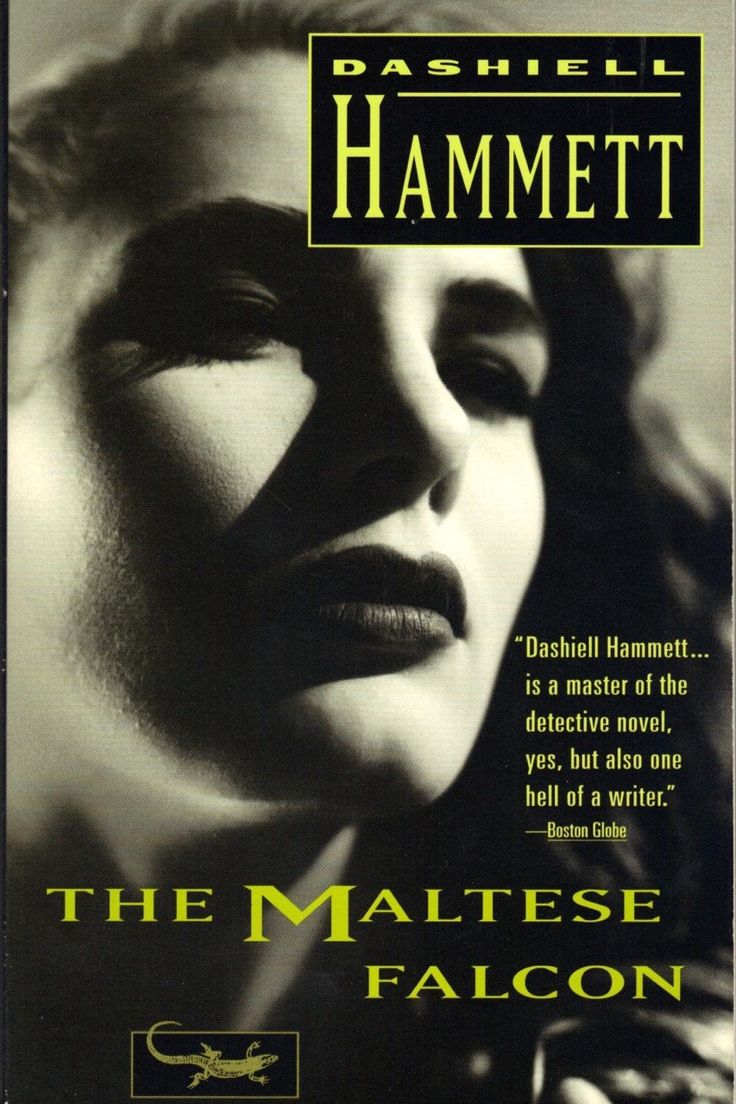 DASHIELL
HAMMETT
“Dashiell Hammett...
is a master of the
detective novel,
yes, but also one
hell of a writer.”
—Boston Globe
THE MALTESE
FALCON